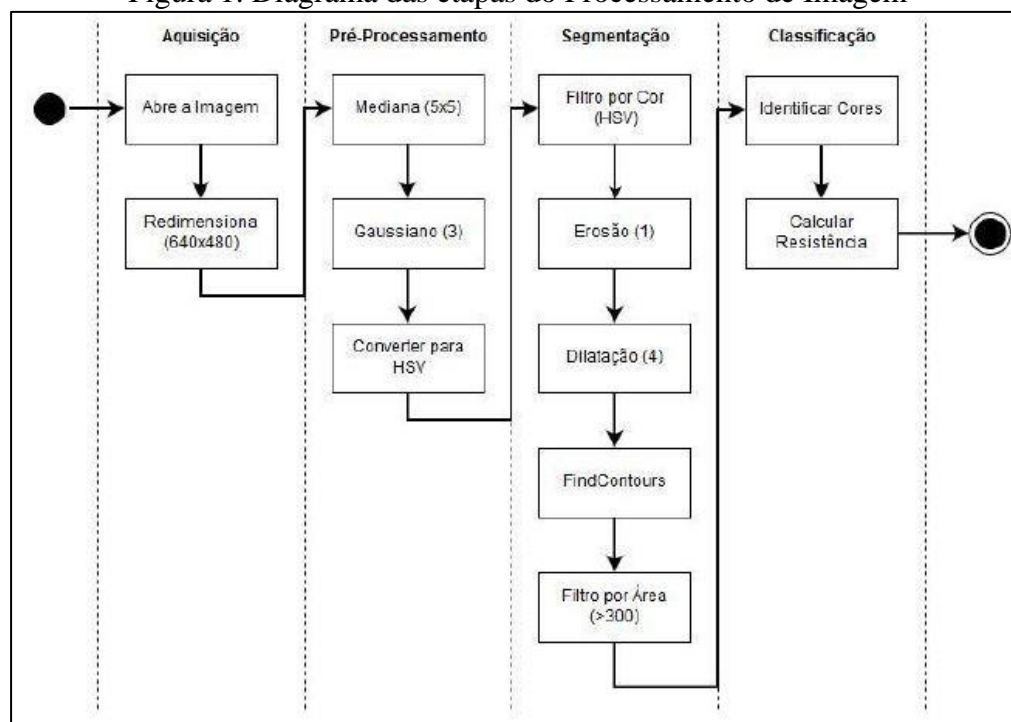 Figura 1: Diagrama das etapas do Processamento de Imagem
Aquisição
Pré-Processamento
Segmentação
Classificação
Abre a Imagem
Redimensiona
(640x480)
Mediana (5x5)
Gaussiano (3)
Converter para
HSV
Filtro por Cor
(HSV)
Erosão (1)
Dilatação (4)
FindContours
Filtro por Área
(>300)
Identificar Cores
Calcular
Resistência